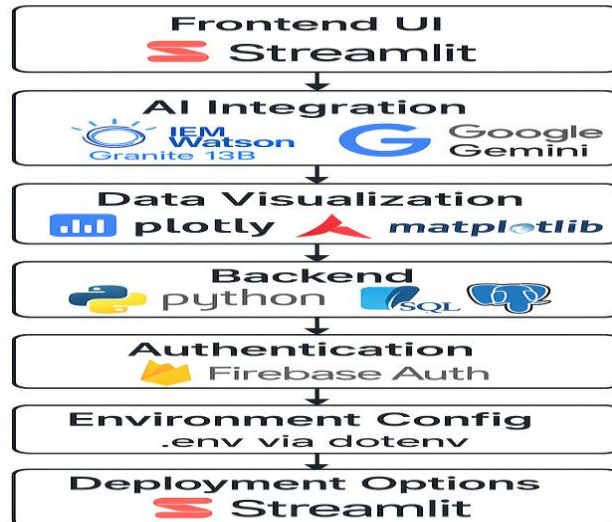 Frontend UI
Streamlit
AI Integration
IEM
Watson
Granite 13B
Google
Gemini
Data Visualization
plotly
matplotlib
Backend
python
SQL
Authentication
Firebase Auth
Environment Config
.env via dotenv
Deployment Options
Streamlit